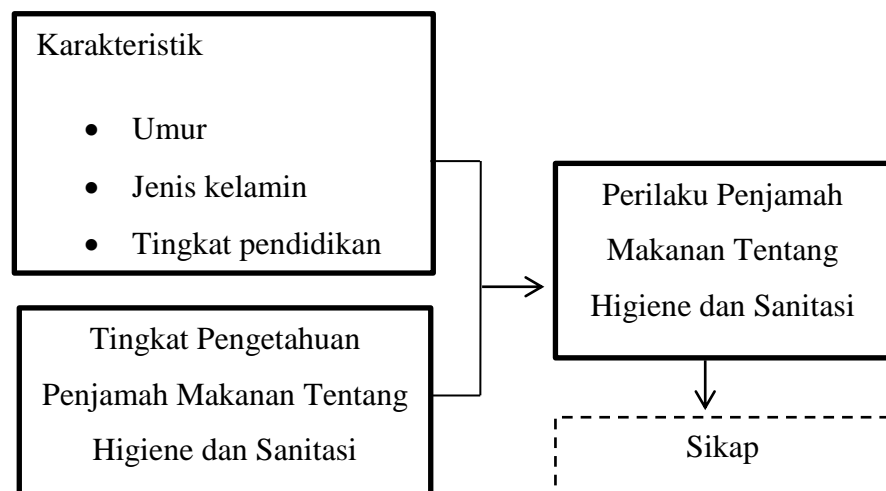 Karakteristik
• Umur
• Jenis kelamin
• Tingkat pendidikan
Tingkat Pengetahuan
Penjamah Makanan Tentang
Higiene dan Sanitasi
Perilaku Penjamah
Makanan Tentang
Higiene dan Sanitasi
Sikap